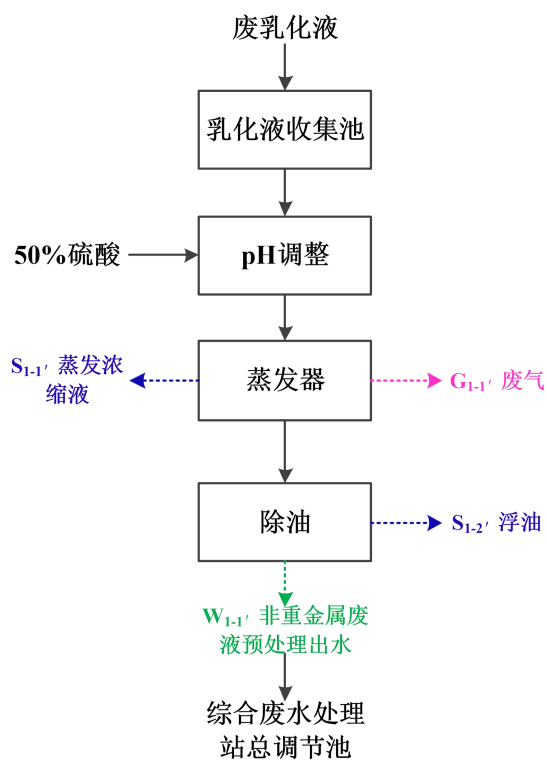 废乳化液
乳化液收集池
50%硫酸
pH调整
S1-1′ 蒸发浓
缩液
蒸发器
G1-1′ 废气
除油
S1-2′ 浮油
W1-1′ 非重金属废
液预处理出水
综合废水处理
站总调节池